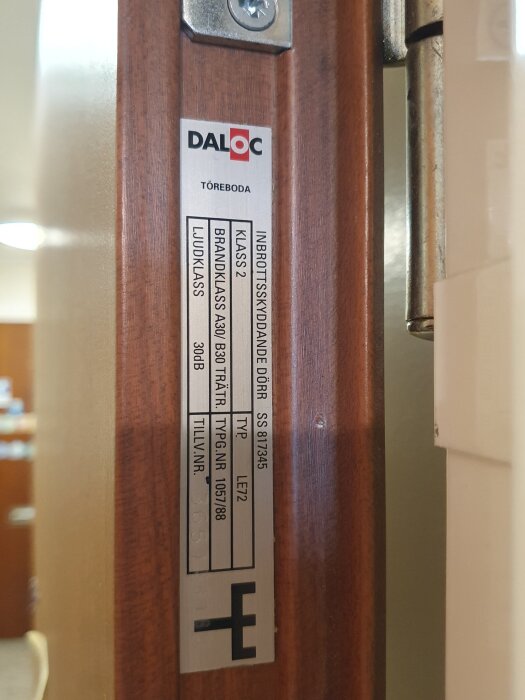 DALOC
TÖREBODA
INBROTTSSKYDDANDE DÖRR SS 817345
KLASS 2 TYP. LE72
BRANDKLASS A30/ B30 TRÄTR. TYPG.NR 1057/88
LJUDKLASS 30dB TILLV.NR.